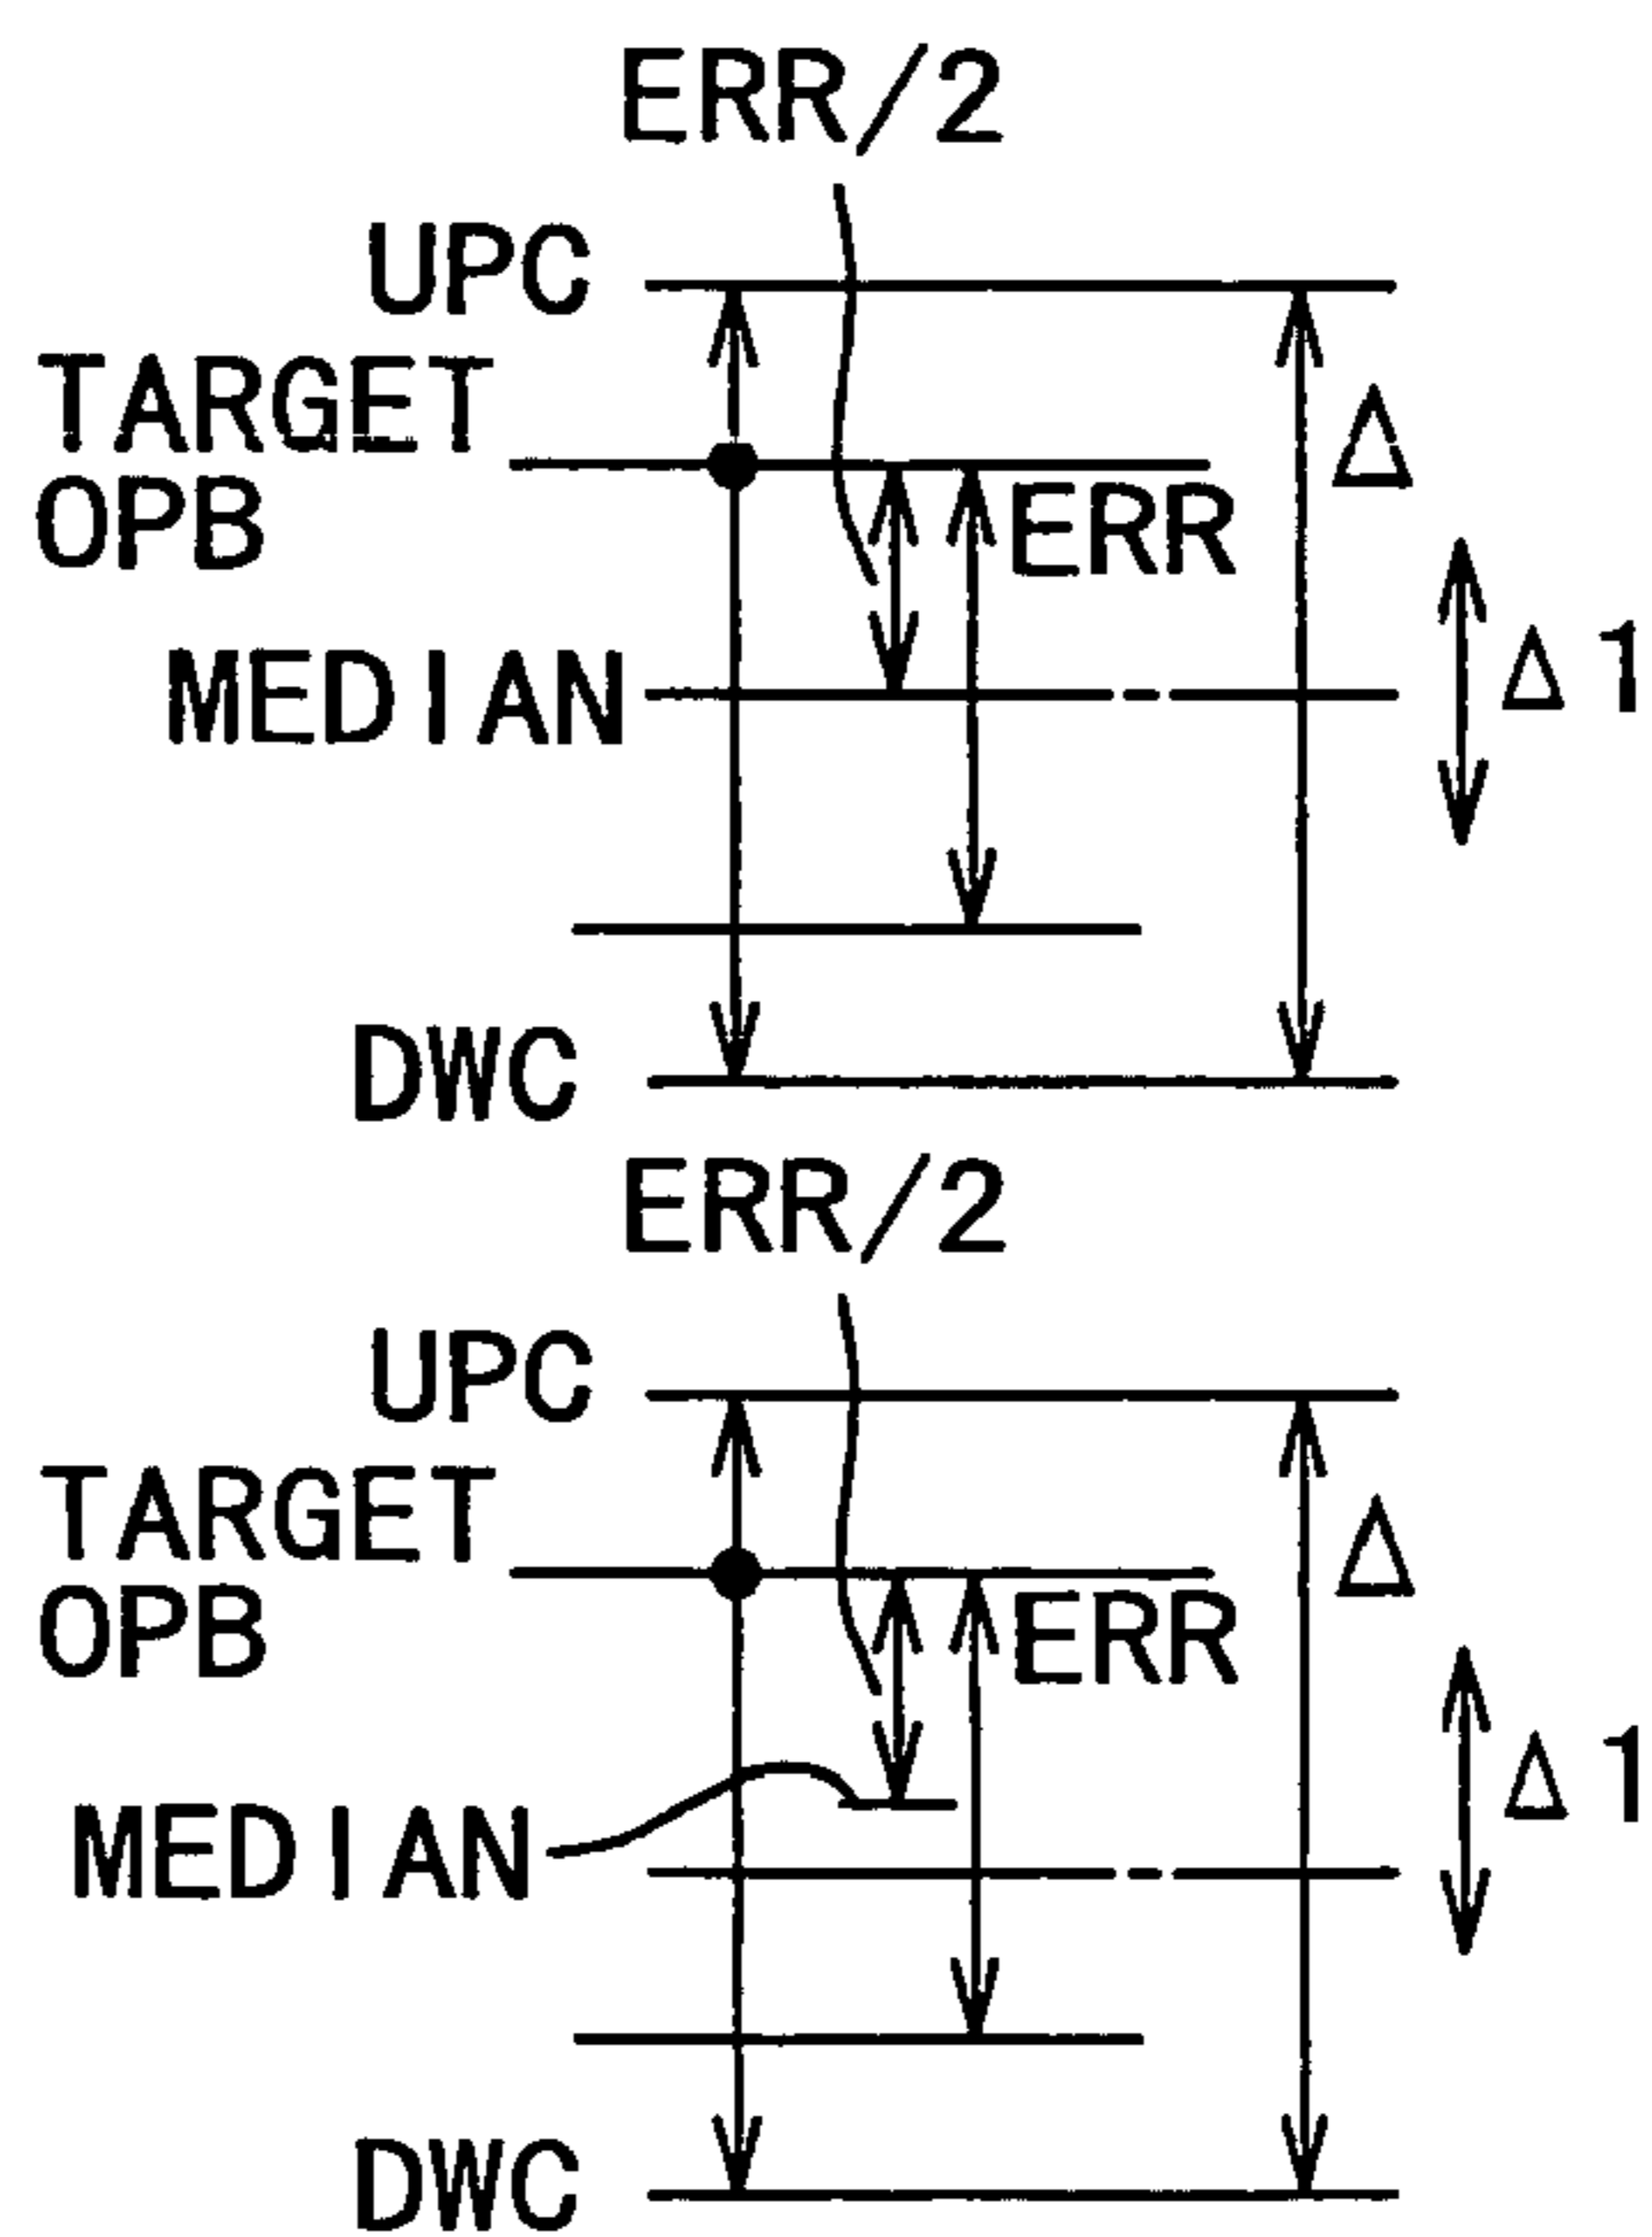 ERR/2
UPC
TARGET
OPB
Δ
ERR
MEDIAN
Δ1
DWC
ERR/2
UPC
TARGET
OPB
Δ
ERR
MEDIAN
Δ1
DWC